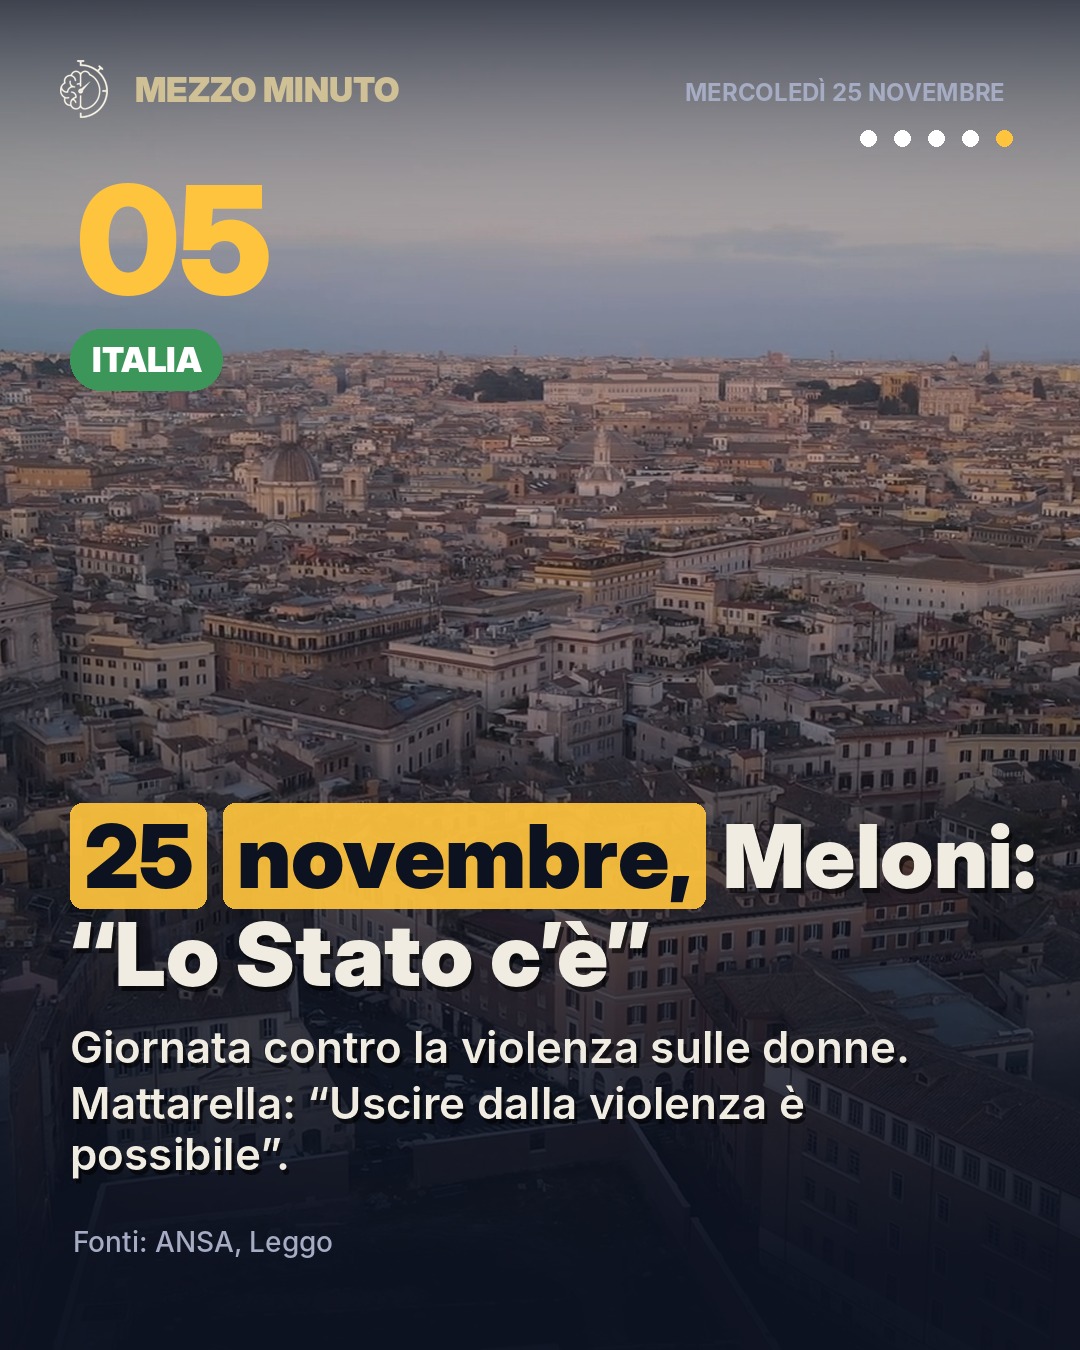 MEZZO MINUTO
MERCOLEDÌ 25 NOVEMBRE
05
ITALIA
25 novembre, Meloni:
“Lo Stato c’è”
Giornata contro la violenza sulle donne.
Mattarella: “Uscire dalla violenza è
possibile”.
Fonti: ANSA, Leggo